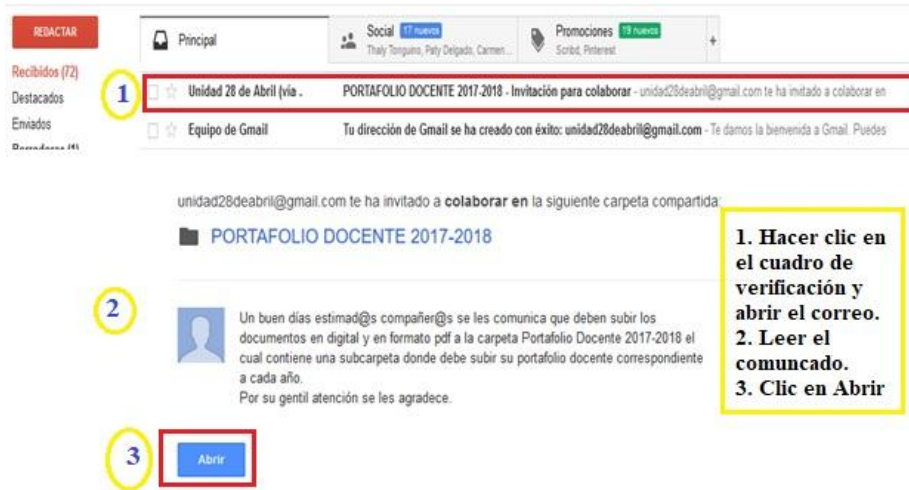 REDACTAR
Principal
Social 17 nuevos
Thaly Tonguino, Paty Delgado, Carmen...
Promociones 19 nuevos
Scribd, Pinterest
+
Recibidos (72)
Destacados
Enviados
Borradores (1)
1
Unidad 28 de Abril (vía . PORTAFOLIO DOCENTE 2017-2018 - Invitación para colaborar - unidad28deabril@gmail.com te ha invitado a colaborar en
Equipo de Gmail Tu dirección de Gmail se ha creado con éxito: unidad28deabril@gmail.com - Te damos la bienvenida a Gmail. Puedes
unidad28deabril@gmail.com te ha invitado a colaborar en la siguiente carpeta compartida:
PORTAFOLIO DOCENTE 2017-2018
2
Un buen días estimad@s compañer@s se les comunica que deben subir los
documentos en digital y en formato pdf a la carpeta Portafolio Docente 2017-2018 el
cual contiene una subcarpeta donde debe subir su portafolio docente correspondiente
a cada año.
Por su gentil atención se les agradece.
3
Abrir
1. Hacer clic en
el cuadro de
verificación y
abrir el correo.
2. Leer el
comuncado.
3. Clic en Abrir